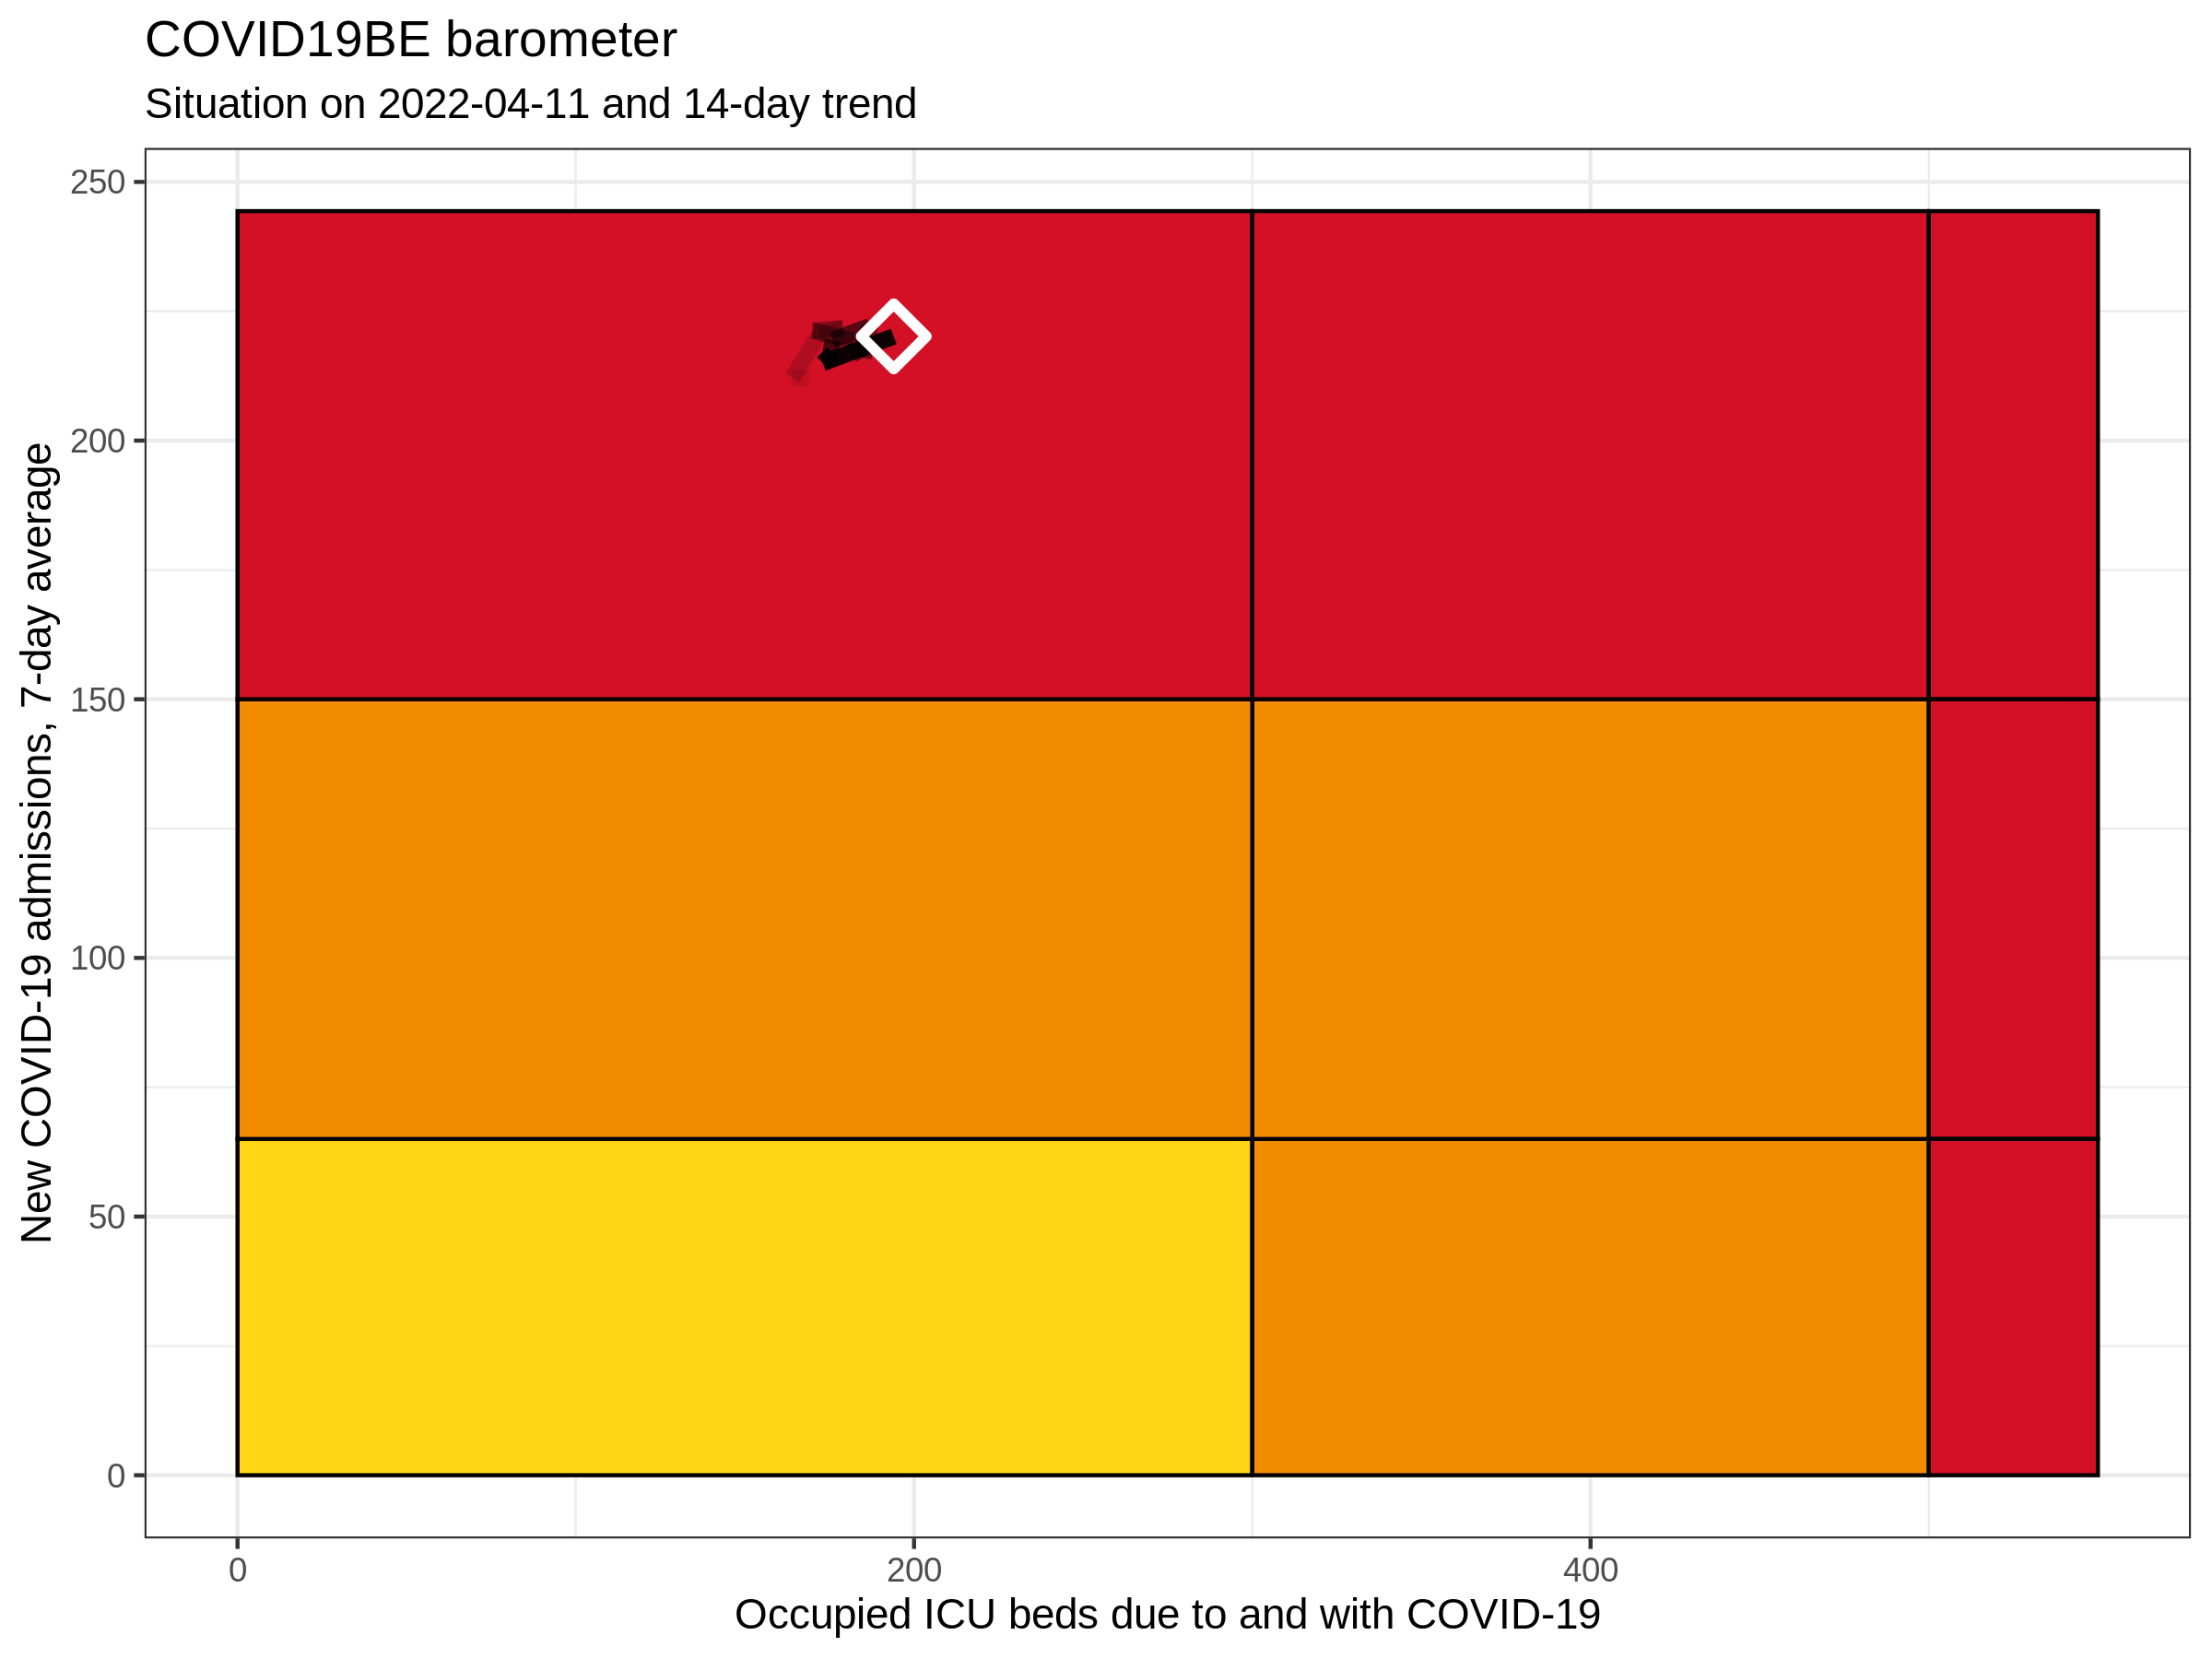 COVID19BE barometer
Situation on 2022-04-11 and 14-day trend
New COVID-19 admissions, 7-day average
250
200
150
100
50
0
0
200
400
Occupied ICU beds due to and with COVID-19